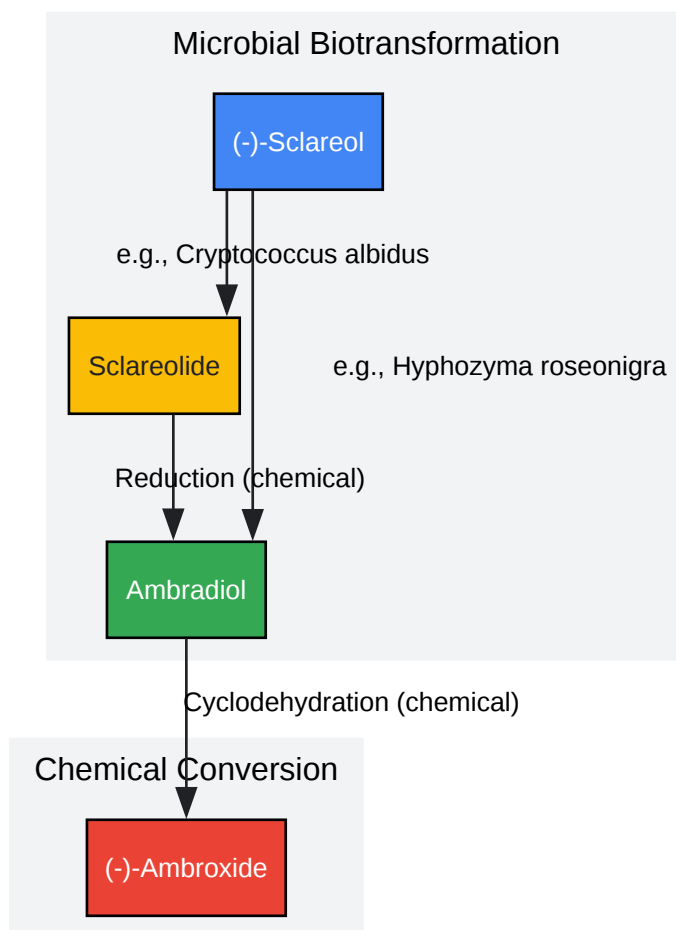 Microbial Biotransformation
(-)-Sclareol
e.g., Cryptococcus albidus
Sclareolide
e.g., Hyphozyma roseonigra
Reduction (chemical)
Ambradiol
Cyclodehydration (chemical)
Chemical Conversion
(-)-Ambroxide